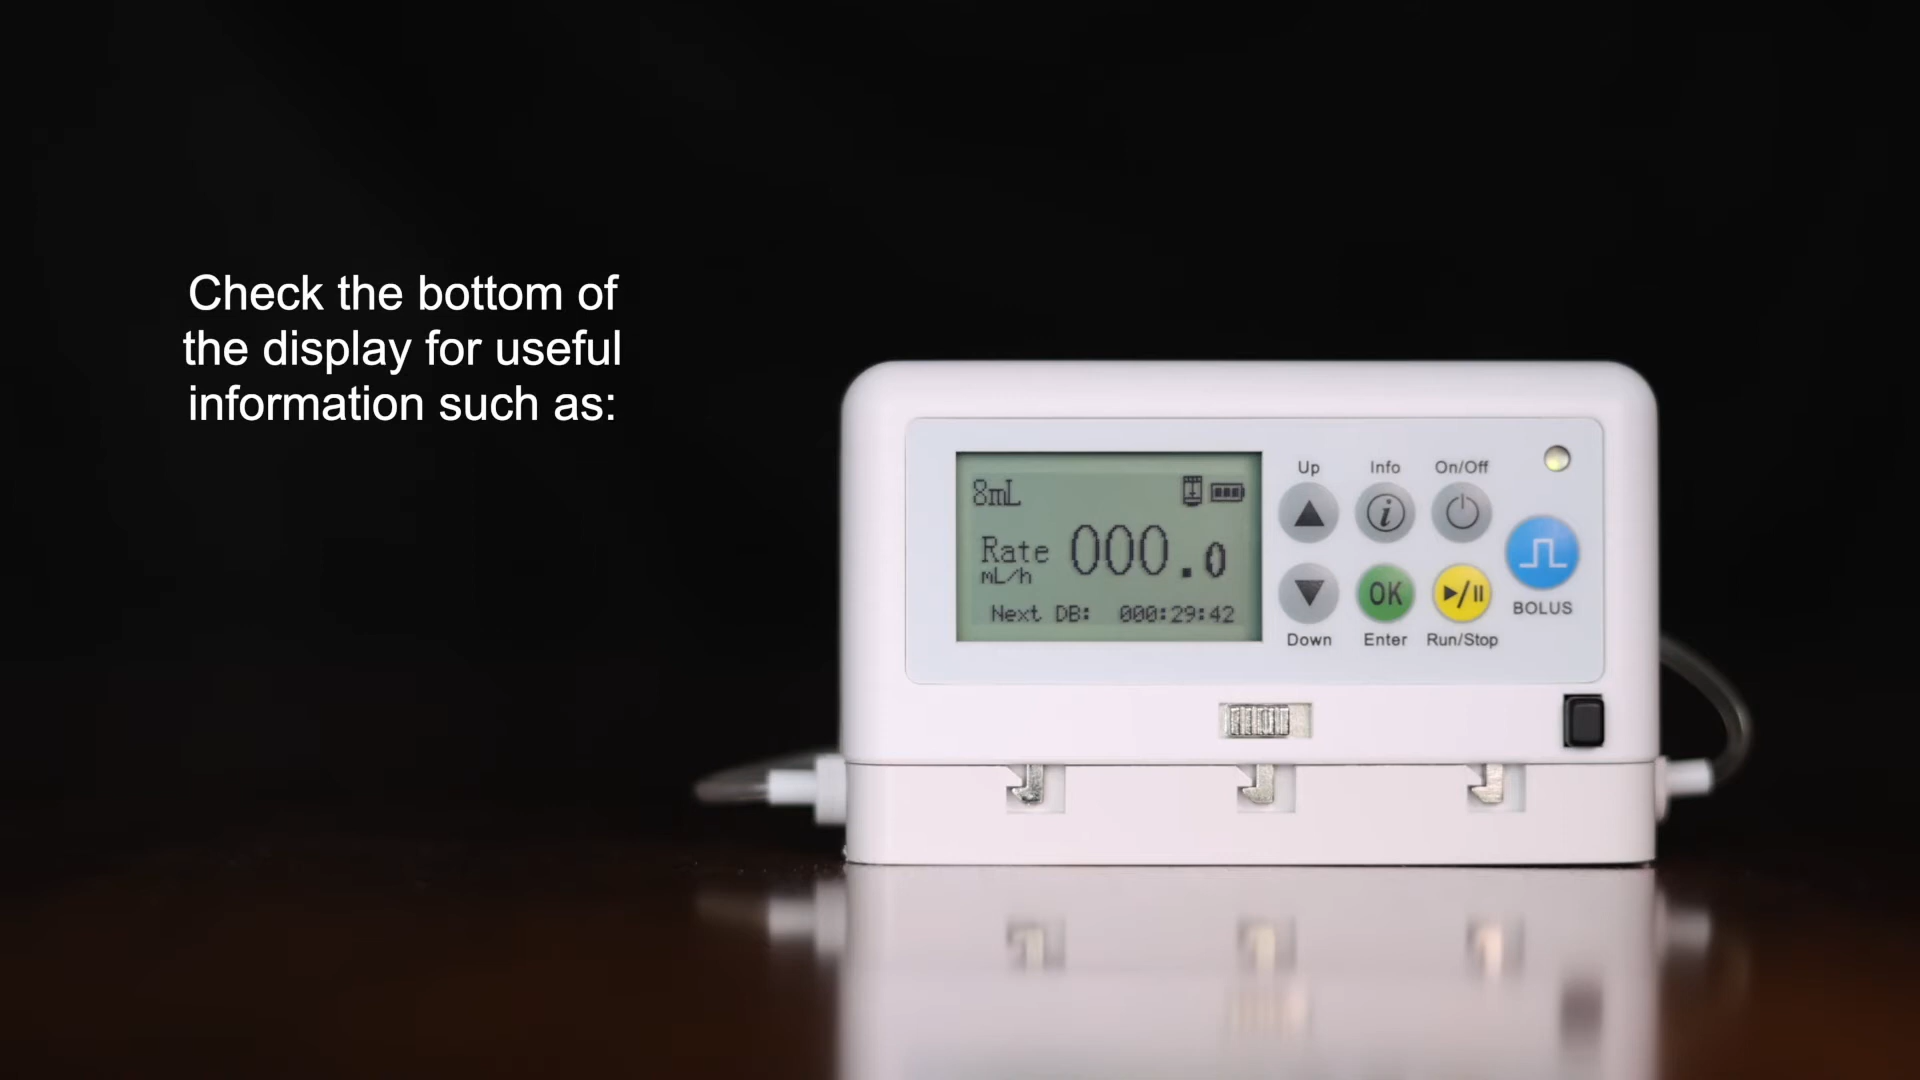 Check the bottom of
the display for useful
information such as:
8mL
Rate 000.0
mL/h
Next DB: 000:29:42
Up Info On/Off
i
OK
BOLUS
Down Enter Run/Stop